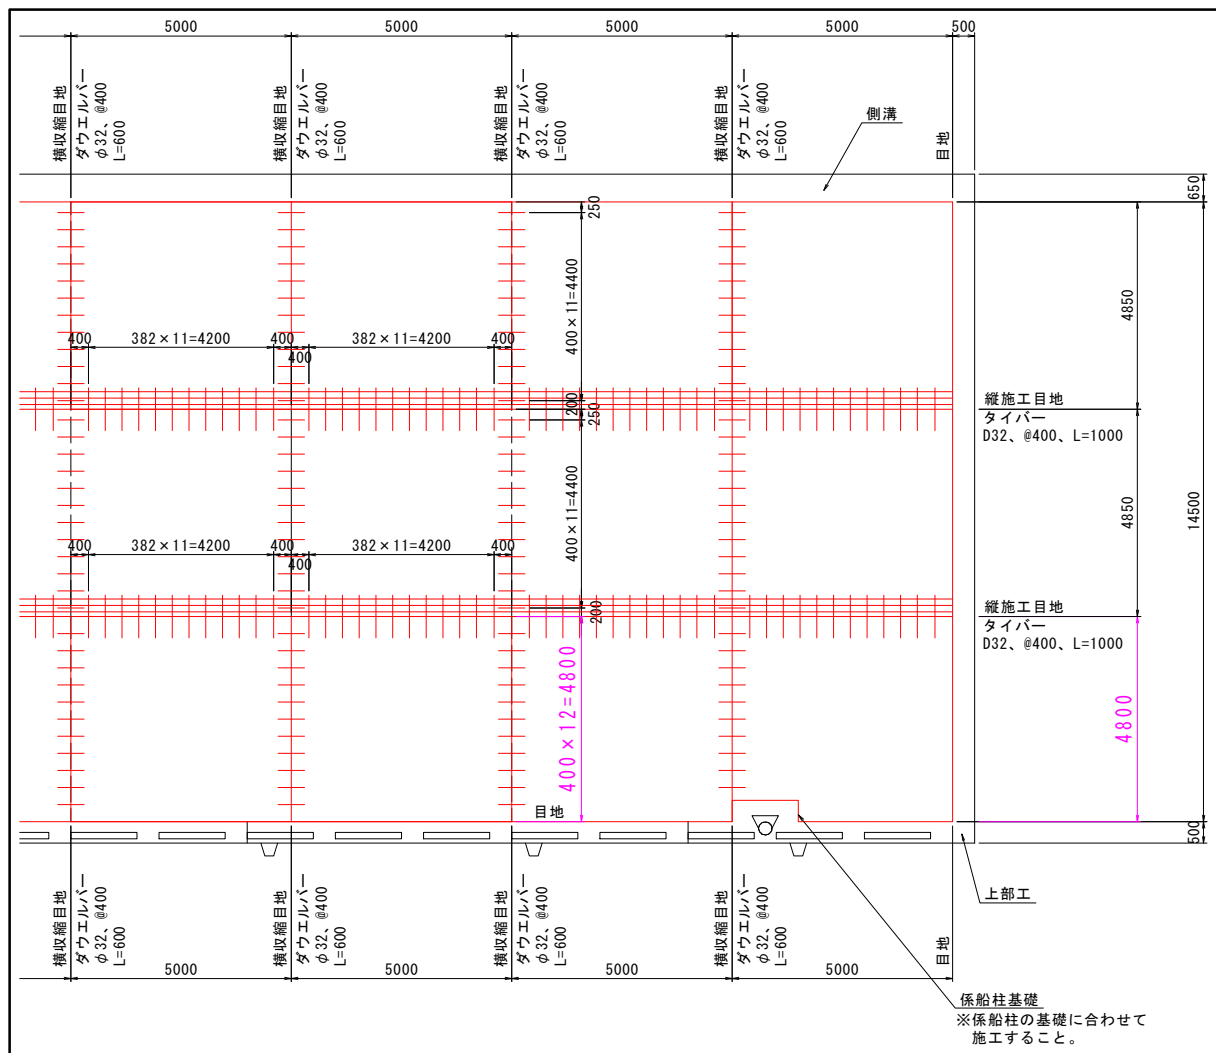 5000
5000
5000
5000
500
横収縮目地
ダウエルバー
φ32、@400
L=600
横収縮目地
ダウエルバー
φ32、@400
L=600
横収縮目地
ダウエルバー
φ32、@400
L=600
横収縮目地
ダウエルバー
φ32、@400
L=600
目地
側溝
650
250
400×11=4400
4850
14500
400
382×11=4200
400
400
382×11=4200
400
200
250
縦施工目地
タイバー
D32、@400、L=1000
400×11=4400
4850
400
382×11=4200
400
400
382×11=4200
400
200
縦施工目地
タイバー
D32、@400、L=1000
400×12=4800
4800
目地
500
上部工
横収縮目地
ダウエルバー
φ32、@400
L=600
横収縮目地
ダウエルバー
φ32、@400
L=600
横収縮目地
ダウエルバー
φ32、@400
L=600
横収縮目地
ダウエルバー
φ32、@400
L=600
目地
5000
5000
5000
5000
係船柱基礎
※係船柱の基礎に合わせて
施工すること。